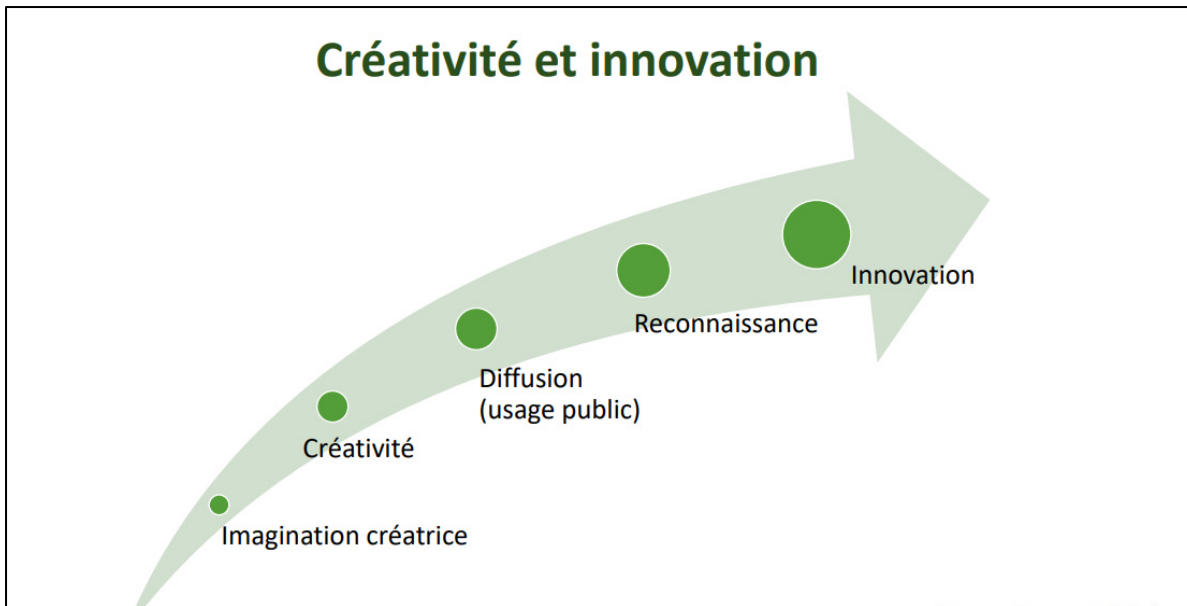 Créativité et innovation
Innovation
Reconnaissance
Diffusion
(usage public)
Créativité
Imagination créatrice